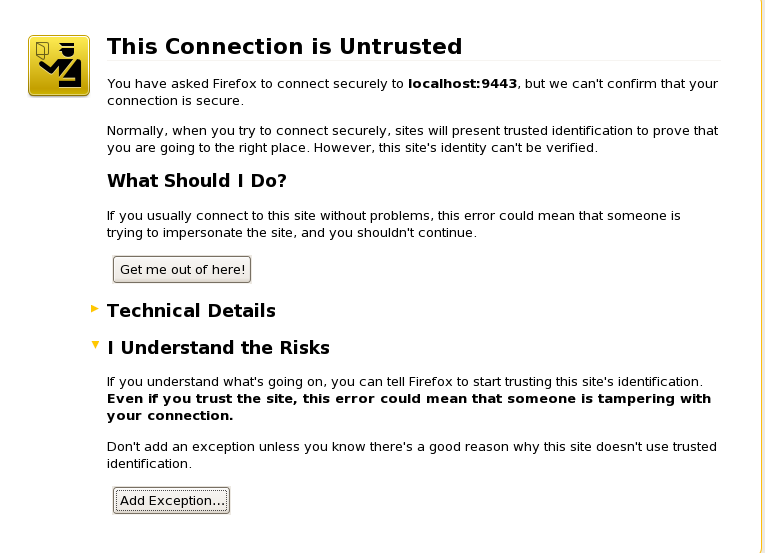 This Connection is Untrusted
You have asked Firefox to connect securely to localhost:9443, but we can't confirm that your
connection is secure.
Normally, when you try to connect securely, sites will present trusted identification to prove that
you are going to the right place. However, this site's identity can't be verified.
What Should I Do?
If you usually connect to this site without problems, this error could mean that someone is
trying to impersonate the site, and you shouldn't continue.
Get me out of here!
Technical Details
I Understand the Risks
If you understand what's going on, you can tell Firefox to start trusting this site's identification.
Even if you trust the site, this error could mean that someone is tampering with
your connection.
Don't add an exception unless you know there's a good reason why this site doesn't use trusted
identification.
Add Exception...